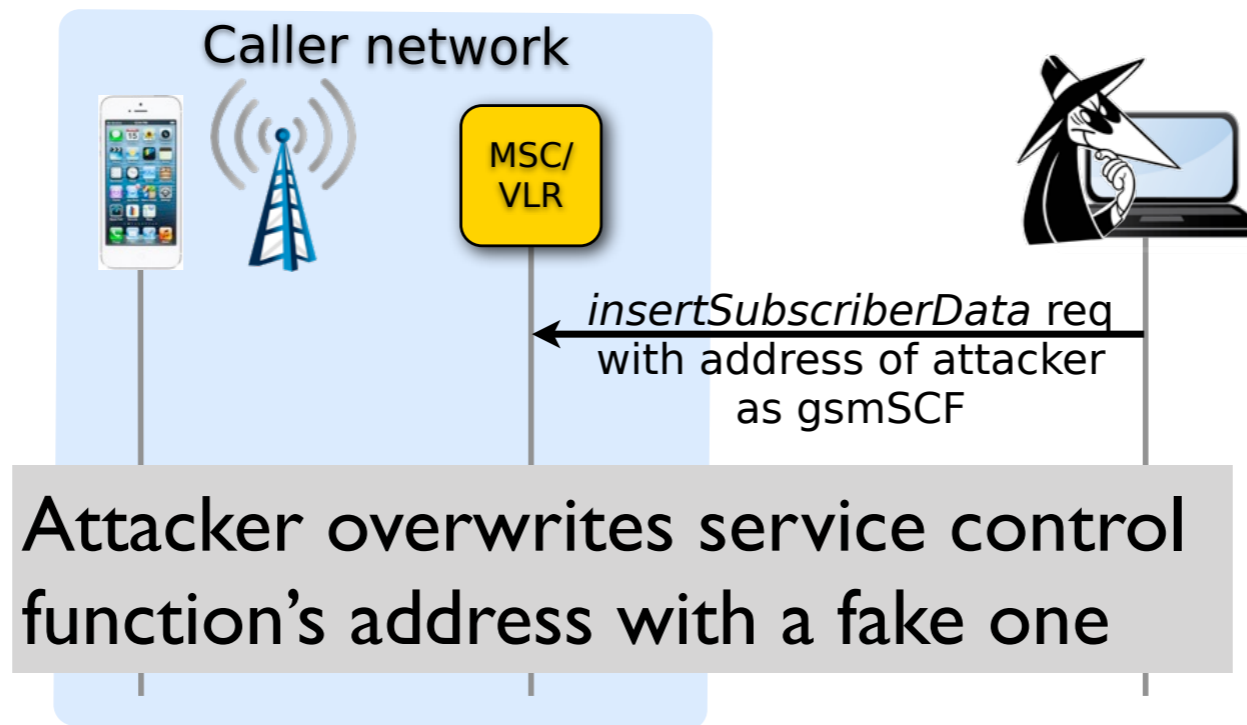 Caller network
MSC/
VLR
insertSubscriberData req
with address of attacker
as gsmSCF
Attacker overwrites service control
function’s address with a fake one